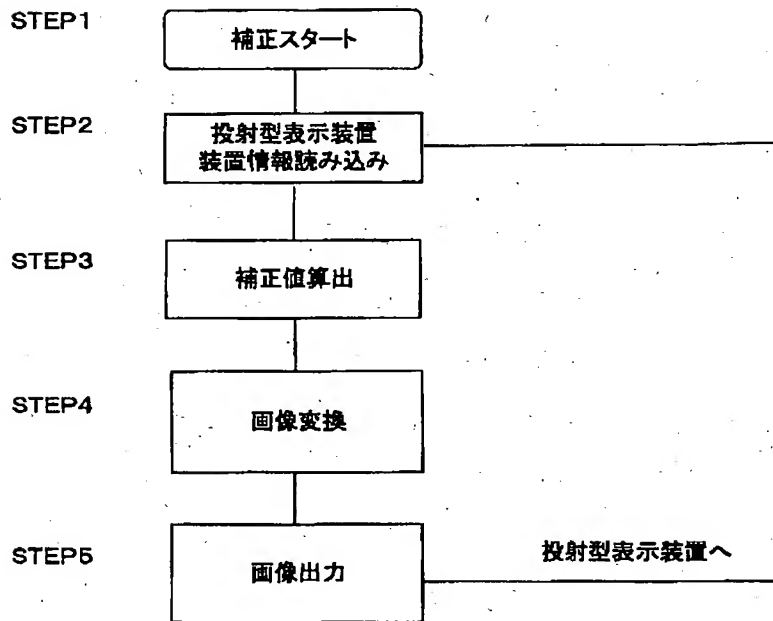 STEP1
補正スタート
STEP2
投射型表示装置
装置情報読み込み
STEP3
補正値算出
STEP4
画像変換
STEP5
画像出力
投射型表示装置へ